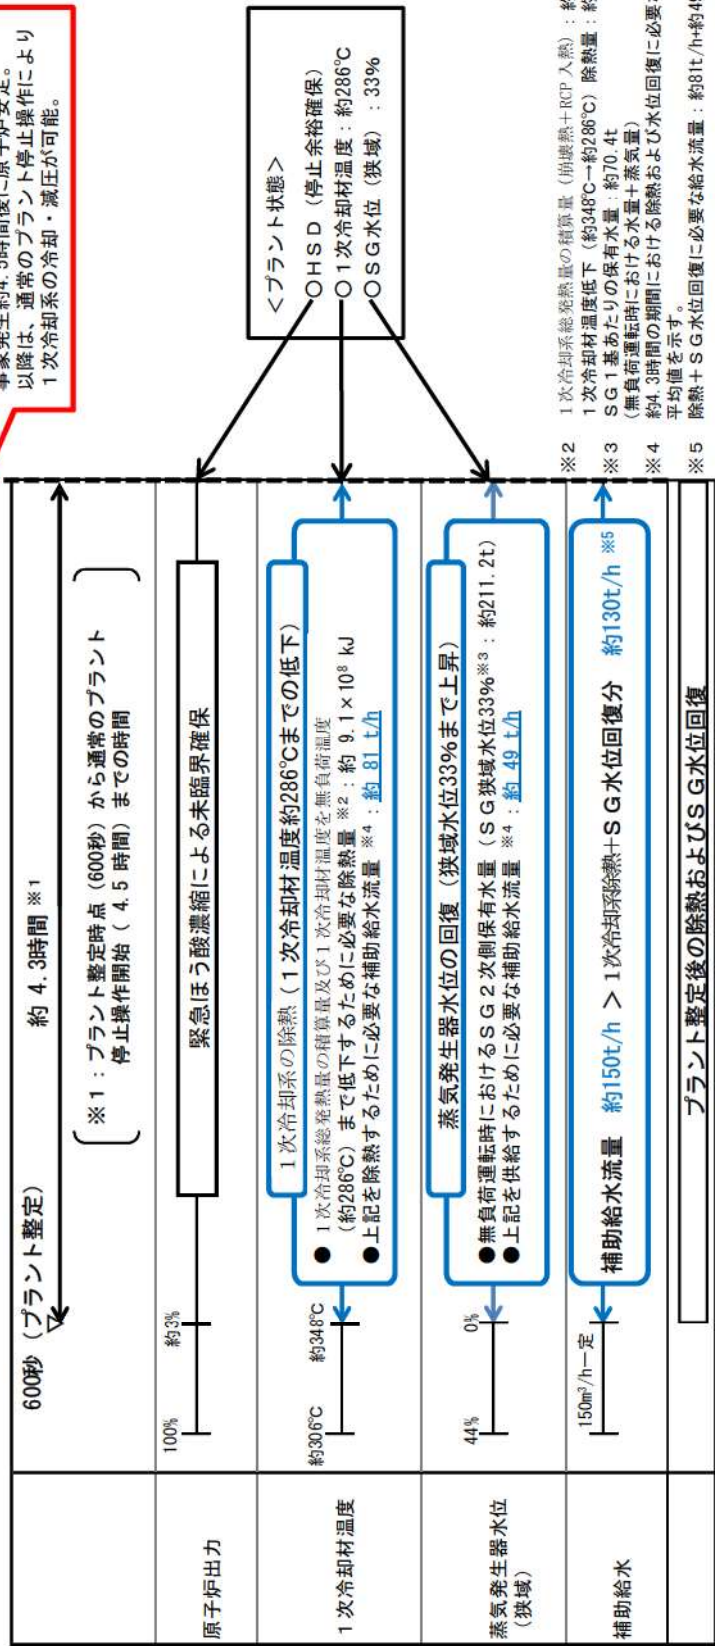 事象発生約4.5時間後に原子炉安定。
以降は、通常のプラント停止操作により
1次冷却系の冷却・減圧が可能。
600秒（プラント整定）
約 4.3時間 ※1
※1：プラント整定時点（600秒）から通常のプラント
停止操作開始（4.5 時間）までの時間
原子炉出力
100%
約3%
緊急ほう酸濃縮による未臨界確保
1次冷却材温度
約306℃
約348℃
1次冷却系の除熱（1次冷却材温度約286℃までの低下）
● 1次冷却系総発熱量の積算量及び1次冷却材温度を無負荷温度
（約286℃）まで低下するために必要な除熱量 ※2：約 9.1×10⁸ kJ
●上記を除熱するために必要な補助給水流量 ※4：約 81 t/h
蒸気発生器水位
（狭域）
44%
0%
蒸気発生器水位の回復（狭域水位33%まで上昇）
●無負荷運転時におけるSG2次側保有水量（SG狭域水位33%※3：約211.2t）
●上記を供給するために必要な補助給水流量 ※4：約 49 t/h
補助給水
150m³/h一定
補助給水流量 約150t/h ＞ 1次冷却系除熱＋SG水位回復分 約130t/h ※5
プラント整定後の除熱およびSG水位回復
＜プラント状態＞
○HSD（停止余裕確保）
○1次冷却材温度：約286℃
○SG水位（狭域）：33%
※2 1次冷却系総発熱量の積算量（崩壊熱＋RCP 入熱）：約
1次冷却材温度低下（約348℃→約286℃）除熱量：約
※3 SG1基あたりの保有水量：約70.4t
（無負荷運転時における水量＋蒸気量）
※4 約4.3時間の期間における除熱および水位回復に必要な
平均値を示す。
※5 除熱＋SG水位回復に必要な給水流量：約81t/h+約49